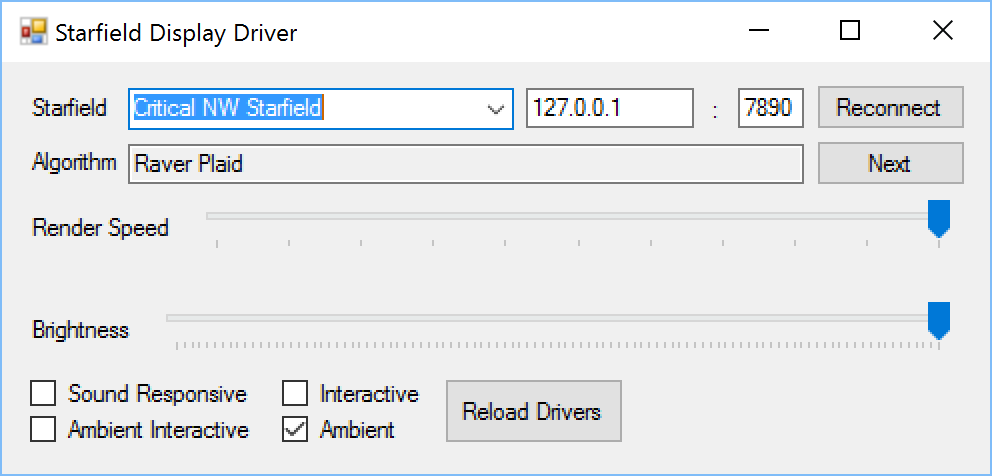 Starfield Display Driver
Starfield Critical NW Starfield 127.0.0.1 : 7890 Reconnect
Algorithm Raver Plaid Next
Render Speed
Brightness
Sound Responsive Interactive Reload Drivers
Ambient Interactive Ambient